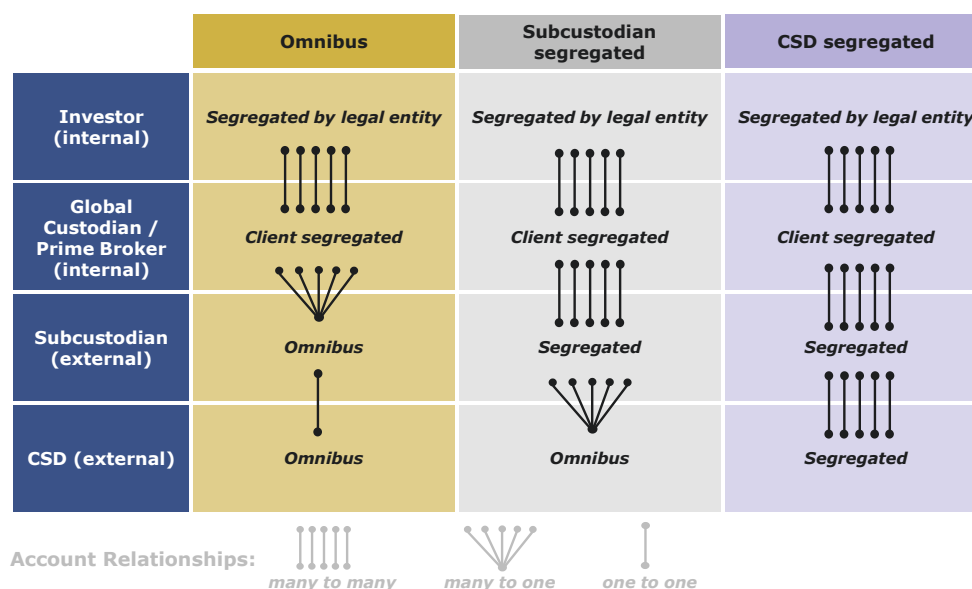 Omnibus
Subcustodian
segregated
CSD segregated
Investor
(internal)
Segregated by legal entity
Segregated by legal entity
Segregated by legal entity
Global
Custodian /
Prime Broker
(internal)
Client segregated
Client segregated
Client segregated
Subcustodian
(external)
Omnibus
Segregated
Segregated
CSD (external)
Omnibus
Omnibus
Segregated
Account Relationships:
many to many
many to one
one to one